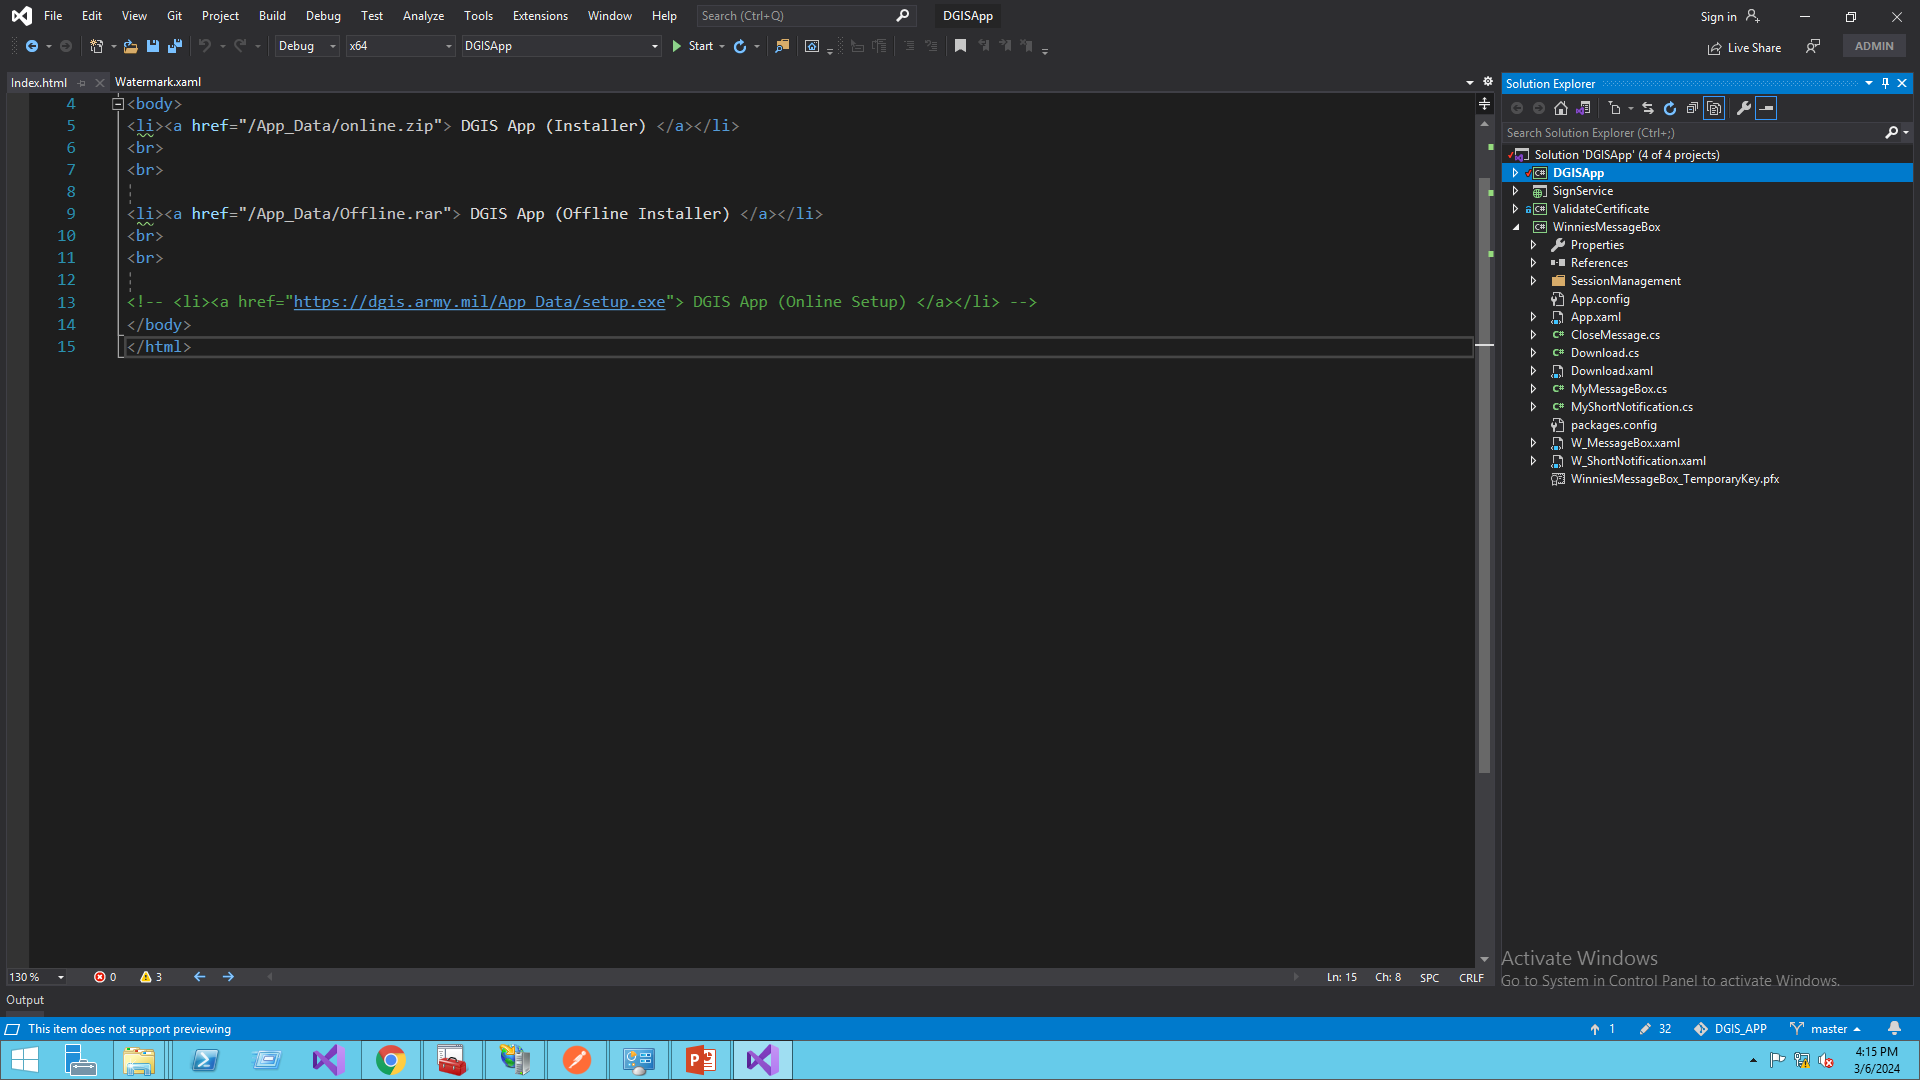 File Edit View Git Project Build Debug Test Analyze Tools Extensions Window Help Search (Ctrl+Q) DGISApp Sign in
Debug x64 DGISApp Start Live Share ADMIN
Index.html Watermark.xaml
4 <body>
5 <li><a href="/App_Data/online.zip"> DGIS App (Installer) </a></li>
6 <br>
7 <br>
8
9 <li><a href="/App_Data/Offline.rar"> DGIS App (Offline Installer) </a></li>
10 <br>
11 <br>
12
13 <!-- <li><a href="https://dgis.army.mil/App_Data/setup.exe"> DGIS App (Online Setup) </a></li> -->
14 </body>
15 </html>
130 % 0 3 Ln: 15 Ch: 8 SPC CRLF
Solution Explorer
Search Solution Explorer (Ctrl+;)
Solution 'DGISApp' (4 of 4 projects)
C# DGISApp
SignService
C# ValidateCertificate
C# WinniesMessageBox
Properties
References
SessionManagement
App.config
App.xaml
C# CloseMessage.cs
C# Download.cs
Download.xaml
C# MyMessageBox.cs
C# MyShortNotification.cs
packages.config
W_MessageBox.xaml
W_ShortNotification.xaml
WinniesMessageBox_TemporaryKey.pfx
Activate Windows
Go to System in Control Panel to activate Windows.
Output
This item does not support previewing 1 32 DGIS_APP master
4:15 PM
3/6/2024